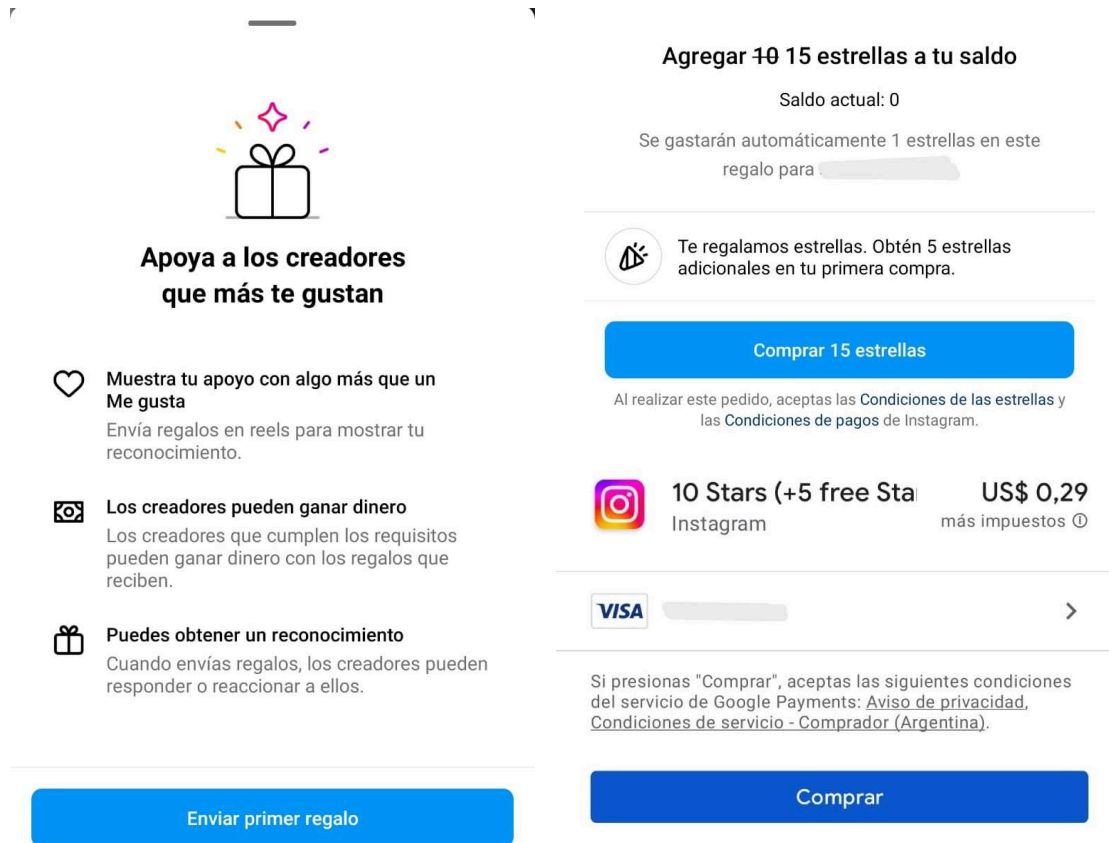 Apoya a los creadores
que más te gustan
Muestra tu apoyo con algo más que un
Me gusta
Envía regalos en reels para mostrar tu
reconocimiento.
Los creadores pueden ganar dinero
Los creadores que cumplen los requisitos
pueden ganar dinero con los regalos que
reciben.
Puedes obtener un reconocimiento
Cuando envías regalos, los creadores pueden
responder o reaccionar a ellos.
Enviar primer regalo
Agregar 10 15 estrellas a tu saldo
Saldo actual: 0
Se gastarán automáticamente 1 estrellas en este
regalo para
Te regalamos estrellas. Obtén 5 estrellas
adicionales en tu primera compra.
Comprar 15 estrellas
Al realizar este pedido, aceptas las Condiciones de las estrellas y
las Condiciones de pagos de Instagram.
10 Stars (+5 free Sta
US$ 0,29
Instagram
más impuestos
VISA
Si presionas "Comprar", aceptas las siguientes condiciones
del servicio de Google Payments: Aviso de privacidad,
Condiciones de servicio - Comprador (Argentina).
Comprar